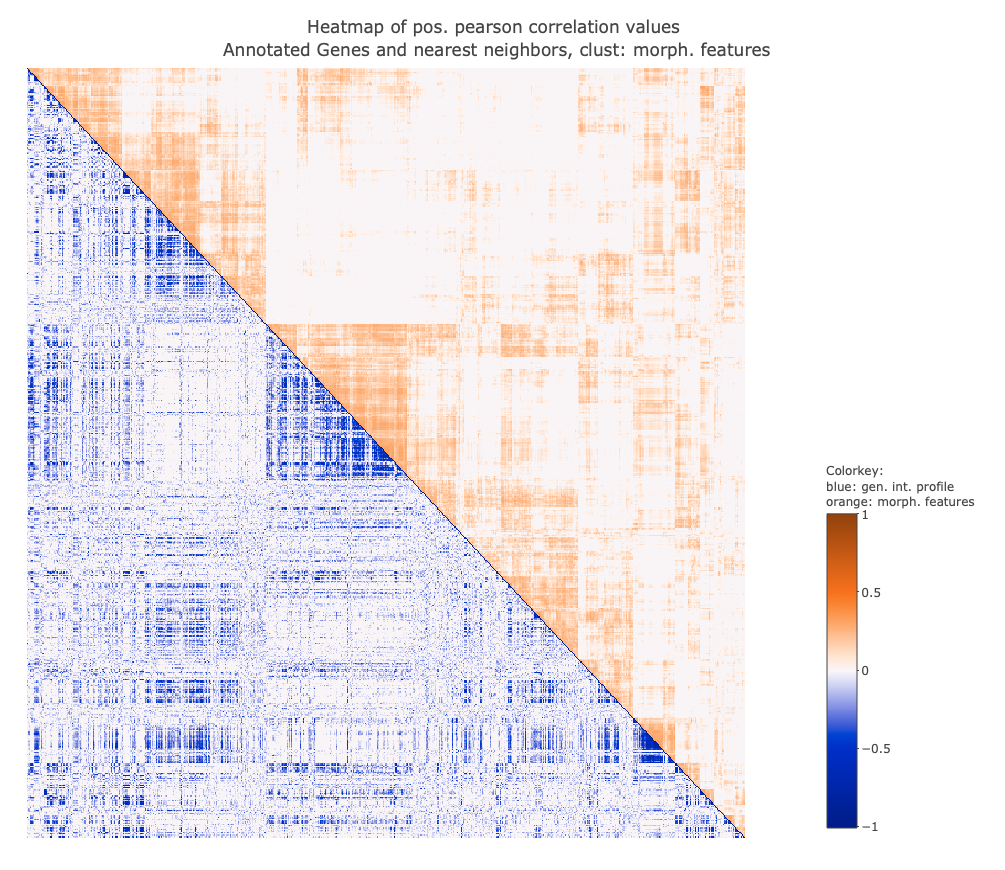 Heatmap of pos. pearson correlation values
Annotated Genes and nearest neighbors, clust: morph. features
Colorkey:
blue: gen. int. profile
orange: morph. features
1
0.5
0
−0.5
−1